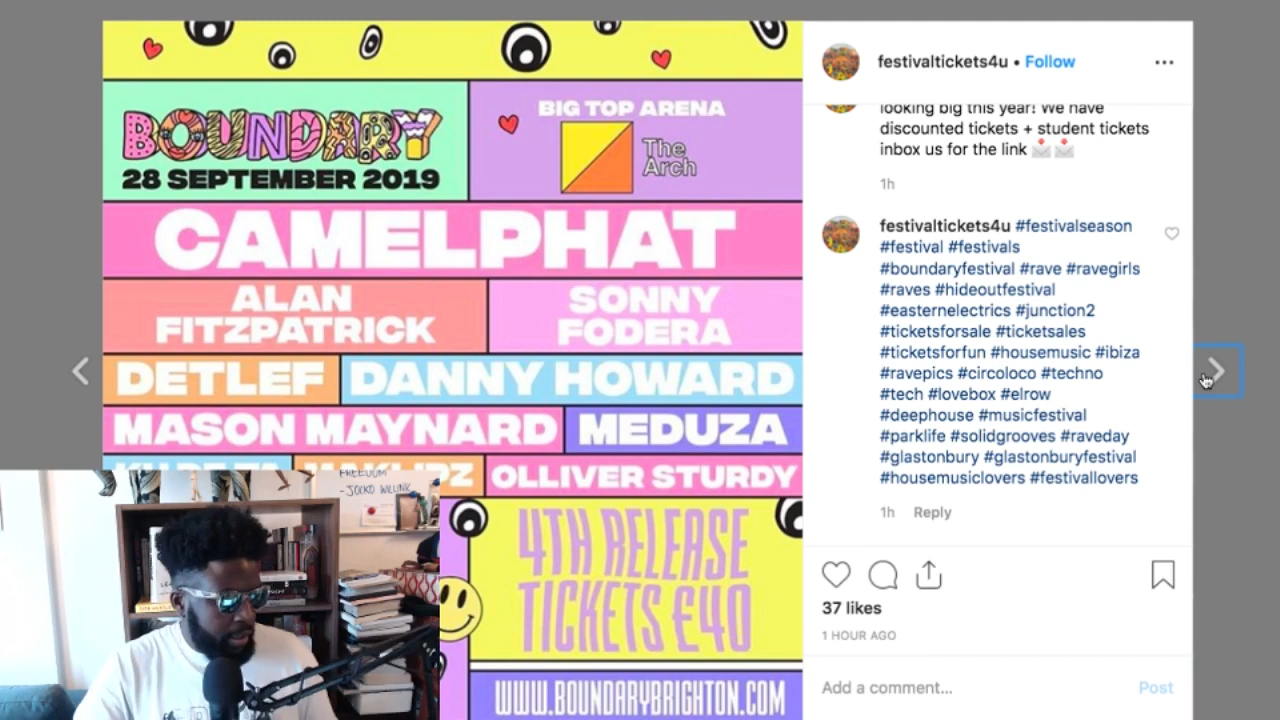 BOUNDARY
28 SEPTEMBER 2019
BIG TOP ARENA
The
Arch
CAMELPHAT
ALAN
FITZPATRICK
SONNY
FODERA
DETLEF
DANNY HOWARD
MASON MAYNARD
MEDUZA
OLLIVER STURDY
4TH RELEASE
TICKETS £40
WWW.BOUNDARYBRIGHTON.COM
FREEDOM
-JOCKO WILLINK
festivaltickets4u • Follow
looking big this year! We have
discounted tickets + student tickets
inbox us for the link 📩📩
1h
festivaltickets4u #festivalseason
#festival #festivals
#boundaryfestival #rave #ravegirls
#raves #hideoutfestival
#easternelectrics #junction2
#ticketsforsale #ticketsales
#ticketsforfun #housemusic #ibiza
#ravepics #circoloco #techno
#tech #lovebox #elrow
#deephouse #musicfestival
#parklife #solidgrooves #raveday
#glastonbury #glastonburyfestival
#housemusiclovers #festivallovers
1h Reply
37 likes
1 HOUR AGO
Add a comment... Post